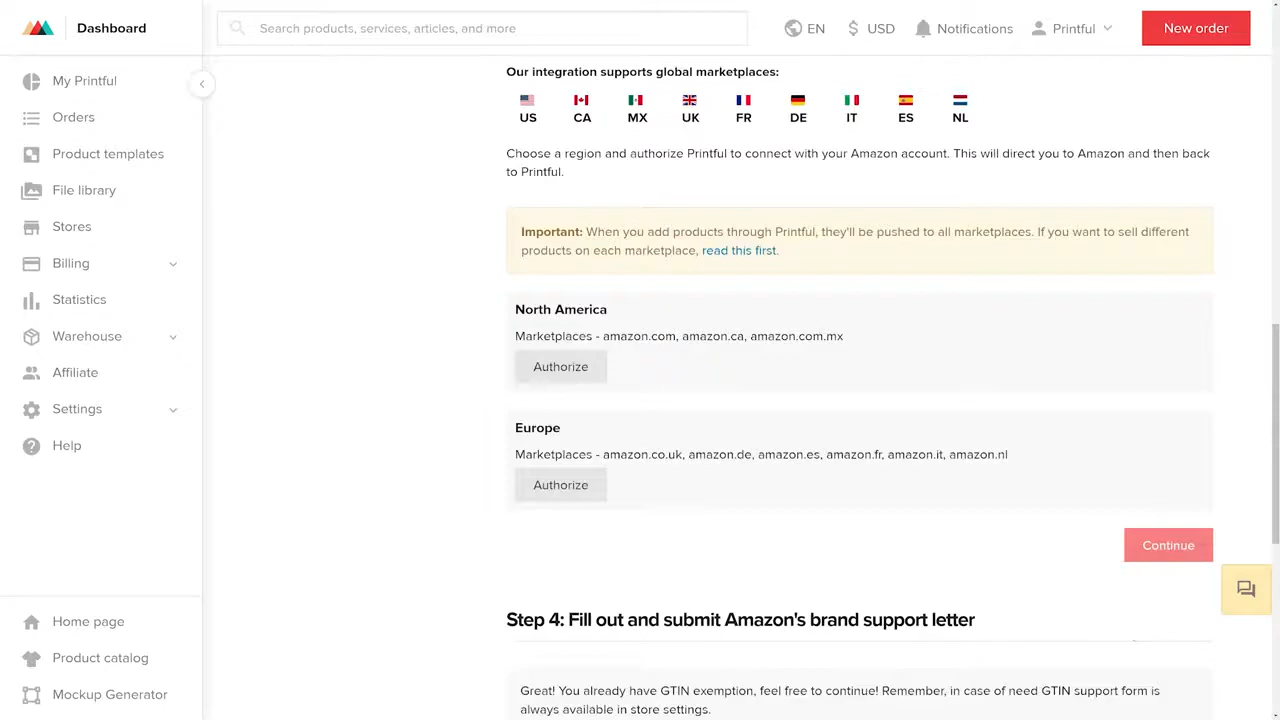 Dashboard
Search products, services, articles, and more
EN
USD
Notifications
Printful
New order
My Printful
Orders
Product templates
File library
Stores
Billing
Statistics
Warehouse
Affiliate
Settings
Help
Home page
Product catalog
Mockup Generator
Our integration supports global marketplaces:
US CA MX UK FR DE IT ES NL
Choose a region and authorize Printful to connect with your Amazon account. This will direct you to Amazon and then back
to Printful.
Important: When you add products through Printful, they'll be pushed to all marketplaces. If you want to sell different
products on each marketplace, read this first.
North America
Marketplaces - amazon.com, amazon.ca, amazon.com.mx
Authorize
Europe
Marketplaces - amazon.co.uk, amazon.de, amazon.es, amazon.fr, amazon.it, amazon.nl
Authorize
Continue
Step 4: Fill out and submit Amazon's brand support letter
Great! You already have GTIN exemption, feel free to continue! Remember, in case of need GTIN support form is
always available in store settings.